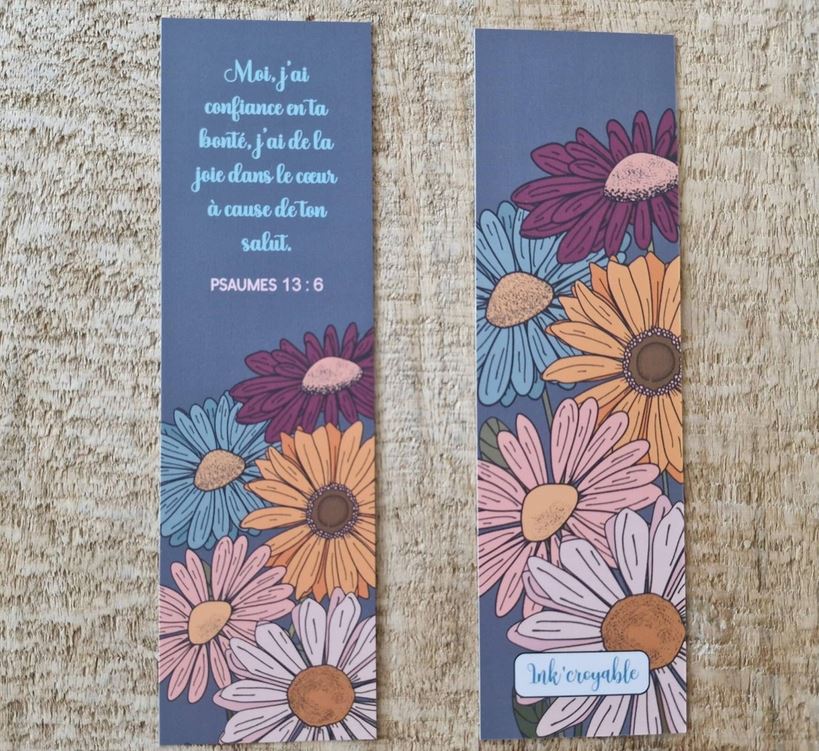 Moi, j'ai
confiance en ta
bonté, j'ai de la
joie dans le cœur
à cause de ton
salut.
PSAUMES 13 : 6
Ink'croyable